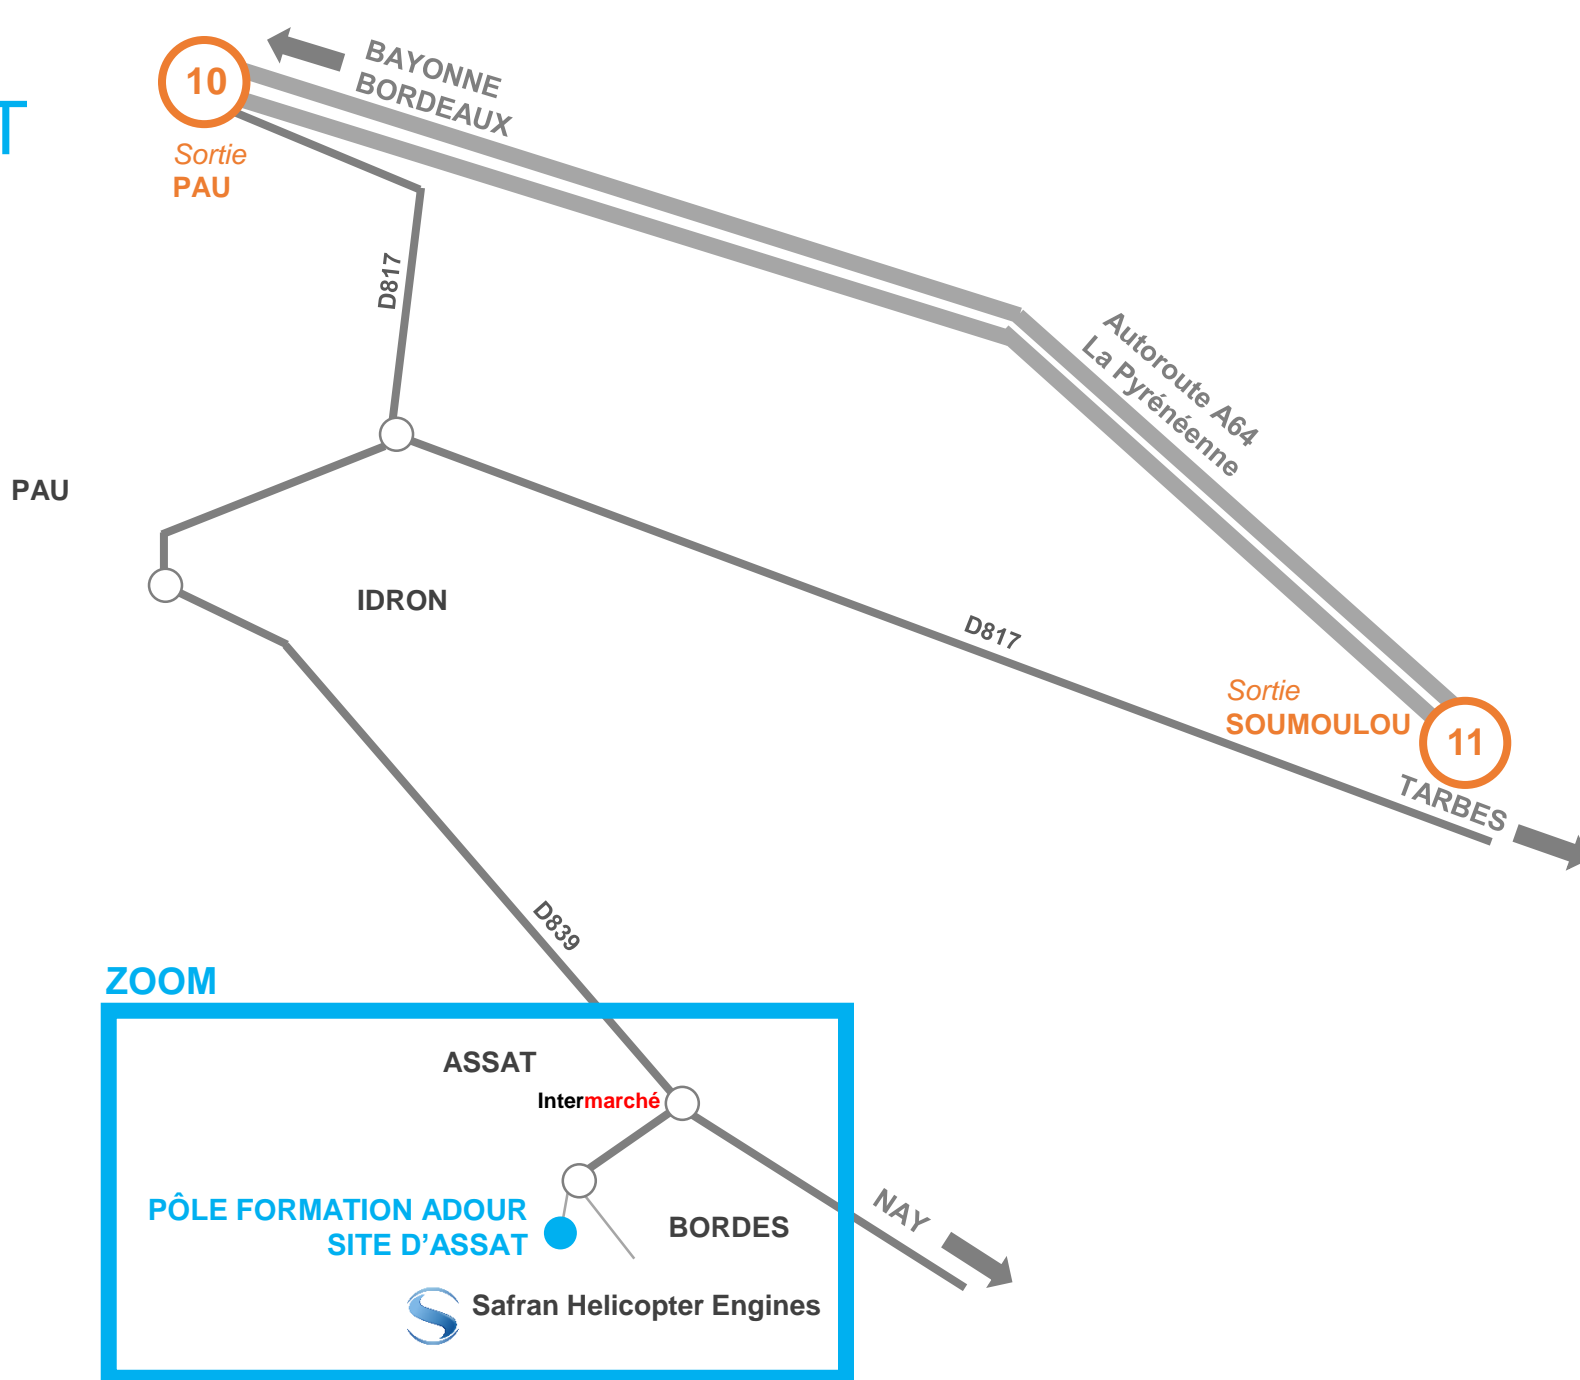 T
10
BAYONNE
BORDEAUX
Sortie
PAU
D817
Autoroute A64
La Pyrénéenne
PAU
IDRON
D817
Sortie
SOUMOULOU
11
TARBES
D839
ZOOM
ASSAT
Intermarché
PÔLE FORMATION ADOUR
SITE D’ASSAT
BORDES
NAY
Safran Helicopter Engines